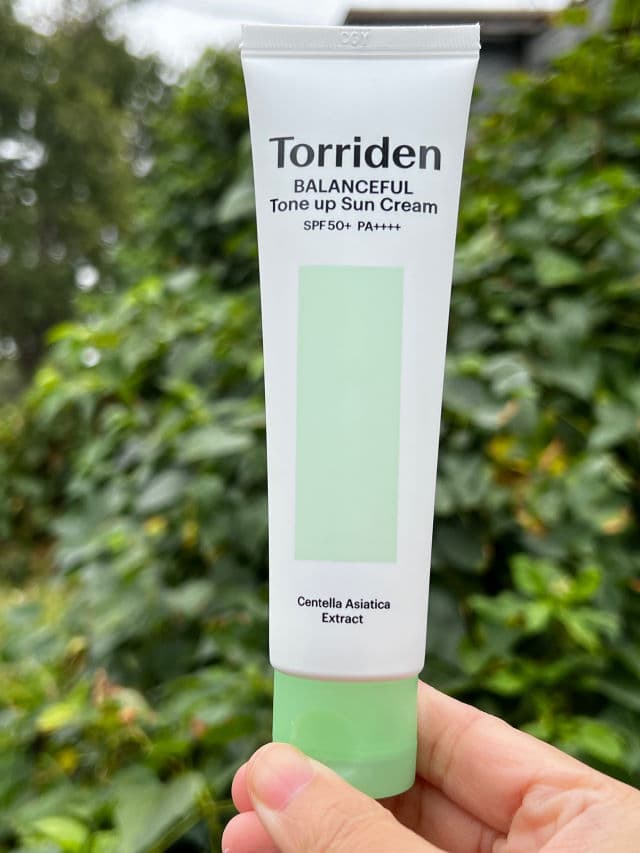 Torriden
BALANCEFUL
Tone up Sun Cream
SPF50+ PA++++
Centella Asiatica
Extract